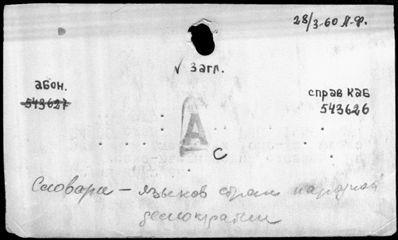 28/3-60 А.Ф.
√ загл.
абон.
543627
справ каб
543626
А
с
Словари - языков стран народной
демократии